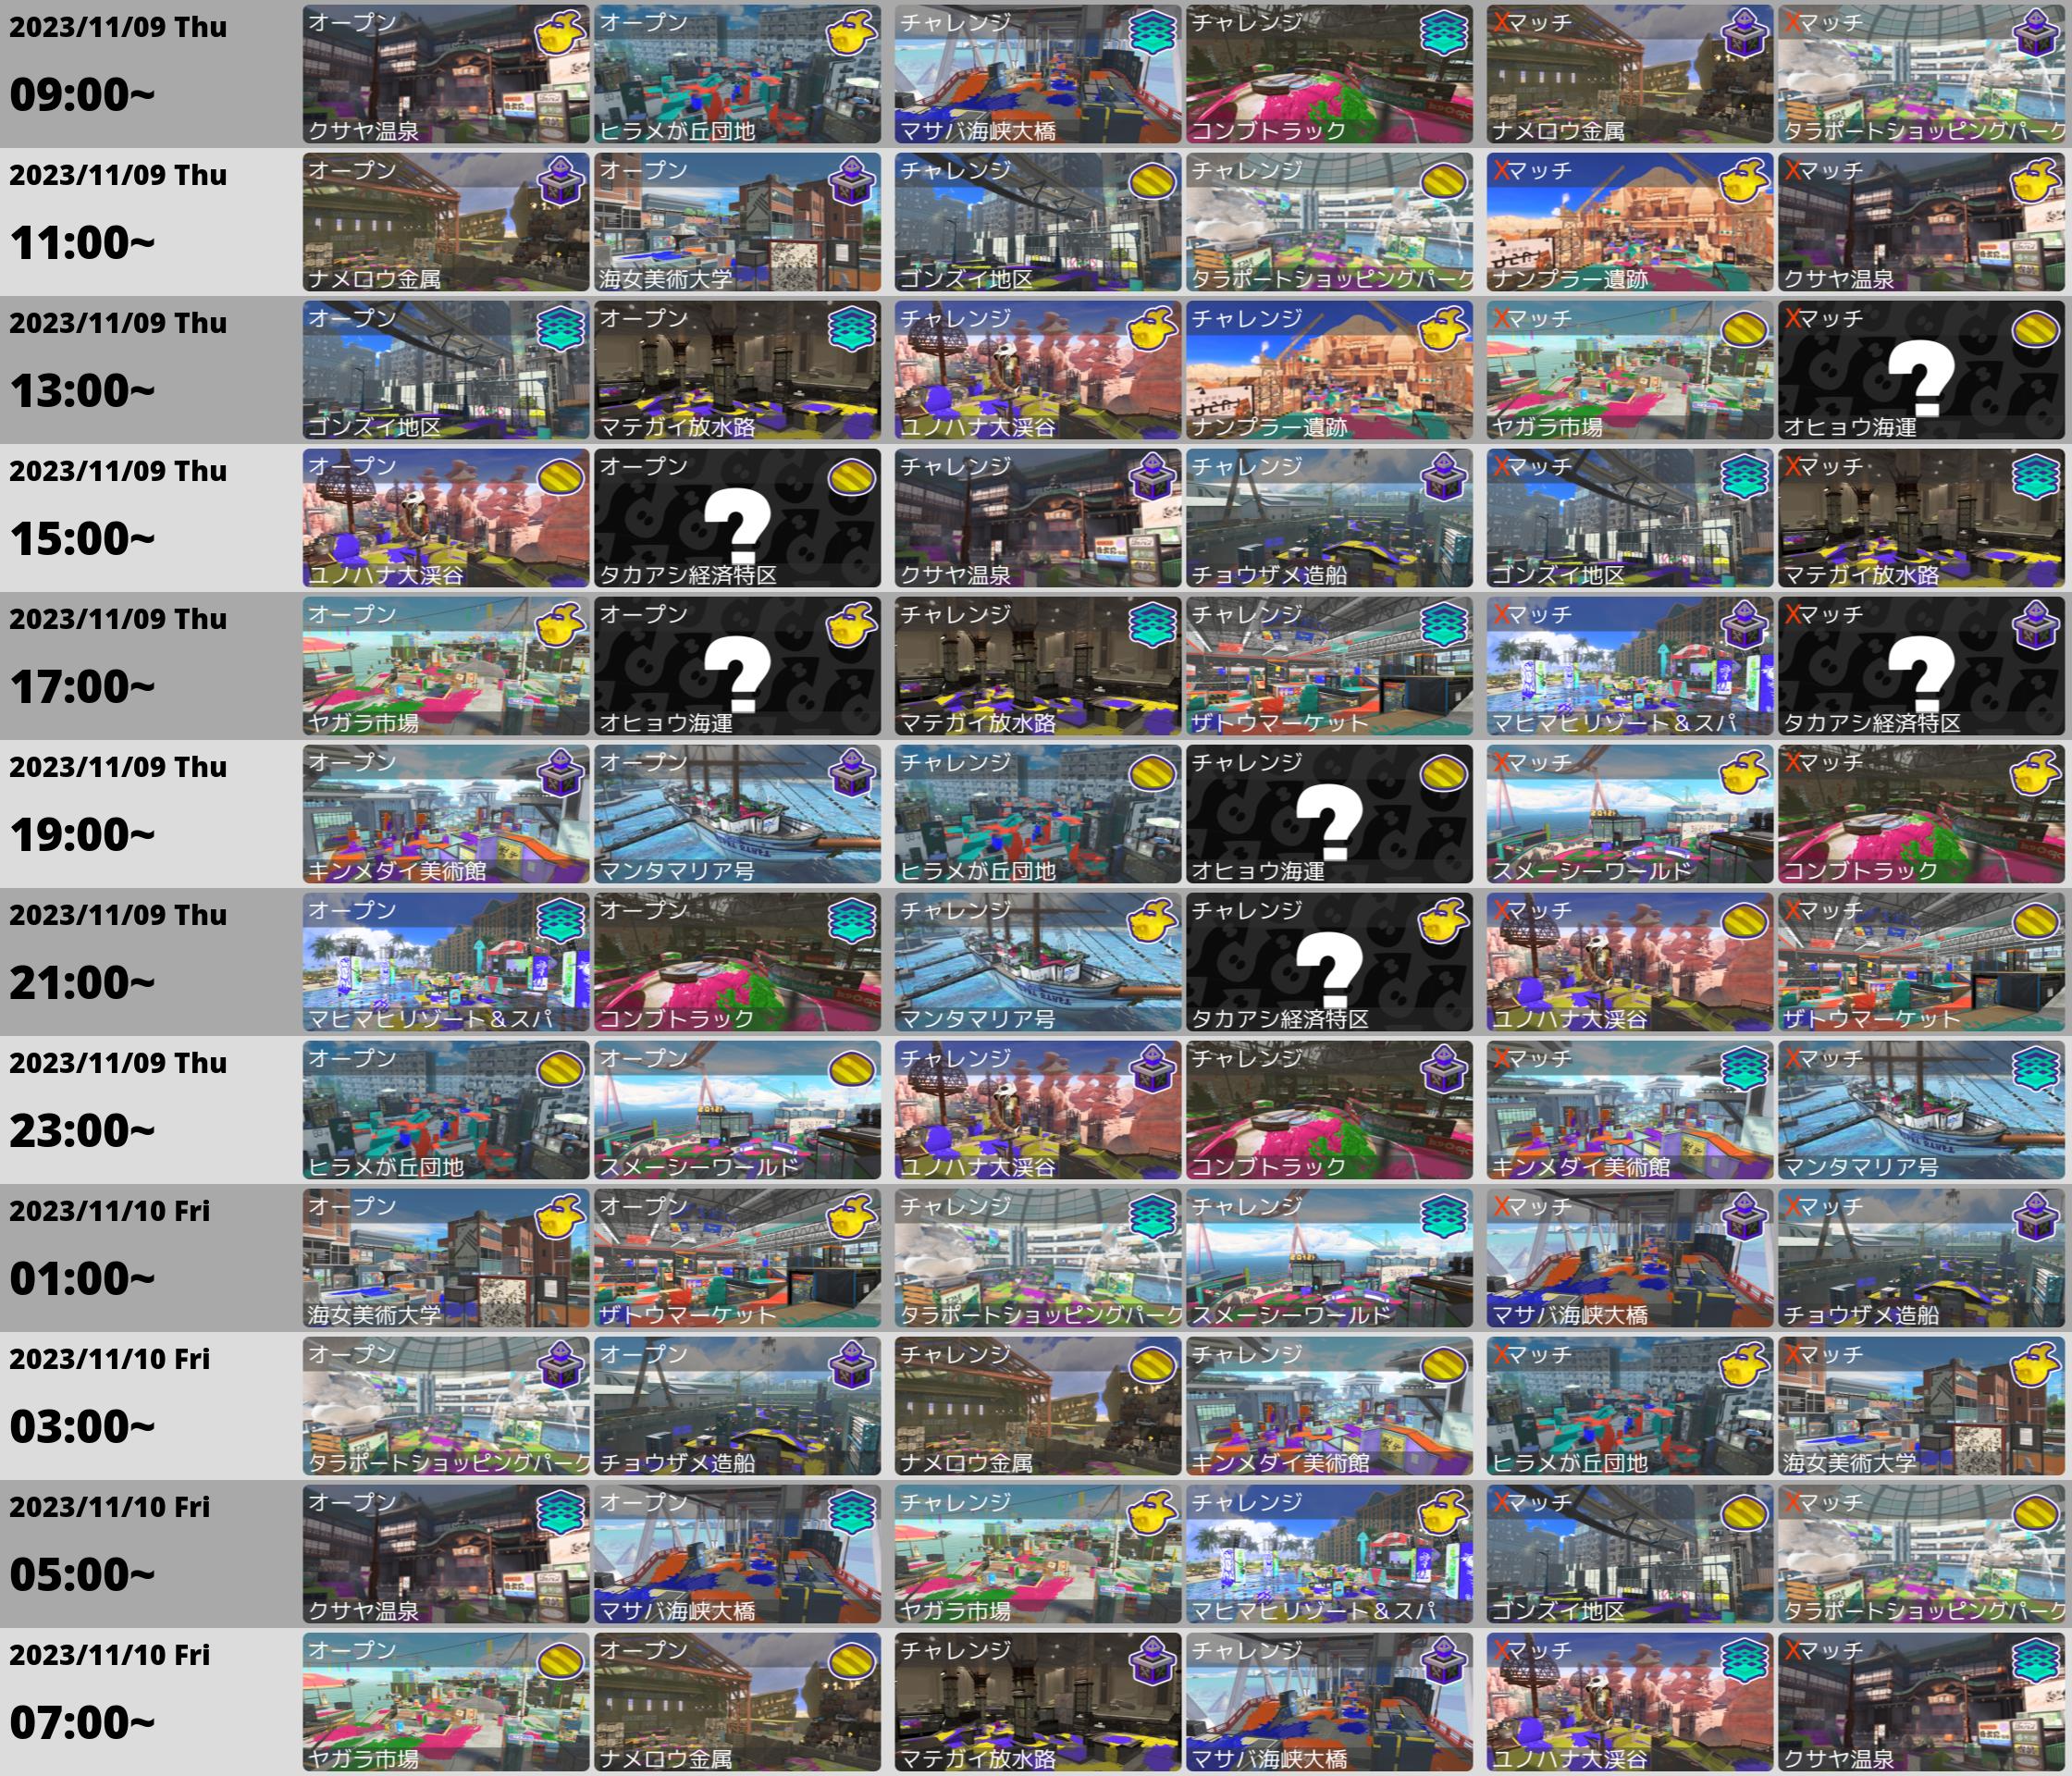 2023/11/09 Thu
09:00~
オープン
クサヤ温泉
オープン
ヒラメが丘団地
チャレンジ
マサバ海峡大橋
チャレンジ
コンブトラック
Xマッチ
ナメロウ金属
Xマッチ
タラポートショッピングパーク
2023/11/09 Thu
11:00~
オープン
ナメロウ金属
オープン
海女美術大学
チャレンジ
ゴンズイ地区
チャレンジ
タラポートショッピングパーク
Xマッチ
ナンプラー遺跡
Xマッチ
クサヤ温泉
2023/11/09 Thu
13:00~
オープン
ゴンズイ地区
オープン
マテガイ放水路
チャレンジ
ユノハナ大渓谷
チャレンジ
ナンプラー遺跡
Xマッチ
ヤガラ市場
Xマッチ
?
オヒョウ海運
2023/11/09 Thu
15:00~
オープン
ユノハナ大渓谷
オープン
?
タカアシ経済特区
チャレンジ
クサヤ温泉
チャレンジ
チョウザメ造船
Xマッチ
ゴンズイ地区
Xマッチ
マテガイ放水路
2023/11/09 Thu
17:00~
オープン
ヤガラ市場
オープン
?
オヒョウ海運
チャレンジ
マテガイ放水路
チャレンジ
ザトウマーケット
Xマッチ
マヒマヒリゾート＆スパ
Xマッチ
?
タカアシ経済特区
2023/11/09 Thu
19:00~
オープン
キンメダイ美術館
オープン
マンタマリア号
チャレンジ
ヒラメが丘団地
チャレンジ
?
オヒョウ海運
Xマッチ
スメーシーワールド
Xマッチ
コンブトラック
2023/11/09 Thu
21:00~
オープン
マヒマヒリゾート＆スパ
オープン
コンブトラック
チャレンジ
マンタマリア号
チャレンジ
?
タカアシ経済特区
Xマッチ
ユノハナ大渓谷
Xマッチ
ザトウマーケット
2023/11/09 Thu
23:00~
オープン
ヒラメが丘団地
オープン
スメーシーワールド
チャレンジ
ユノハナ大渓谷
チャレンジ
コンブトラック
Xマッチ
キンメダイ美術館
Xマッチ
マンタマリア号
2023/11/10 Fri
01:00~
オープン
海女美術大学
オープン
ザトウマーケット
チャレンジ
タラポートショッピングパーク
チャレンジ
スメーシーワールド
Xマッチ
マサバ海峡大橋
Xマッチ
チョウザメ造船
2023/11/10 Fri
03:00~
オープン
タラポートショッピングパーク
オープン
チョウザメ造船
チャレンジ
ナメロウ金属
チャレンジ
キンメダイ美術館
Xマッチ
ヒラメが丘団地
Xマッチ
海女美術大学
2023/11/10 Fri
05:00~
オープン
クサヤ温泉
オープン
マサバ海峡大橋
チャレンジ
ヤガラ市場
チャレンジ
マヒマヒリゾート＆スパ
Xマッチ
ゴンズイ地区
Xマッチ
タラポートショッピングパーク
2023/11/10 Fri
07:00~
オープン
ヤガラ市場
オープン
ナメロウ金属
チャレンジ
マテガイ放水路
チャレンジ
マサバ海峡大橋
Xマッチ
ユノハナ大渓谷
Xマッチ
クサヤ温泉